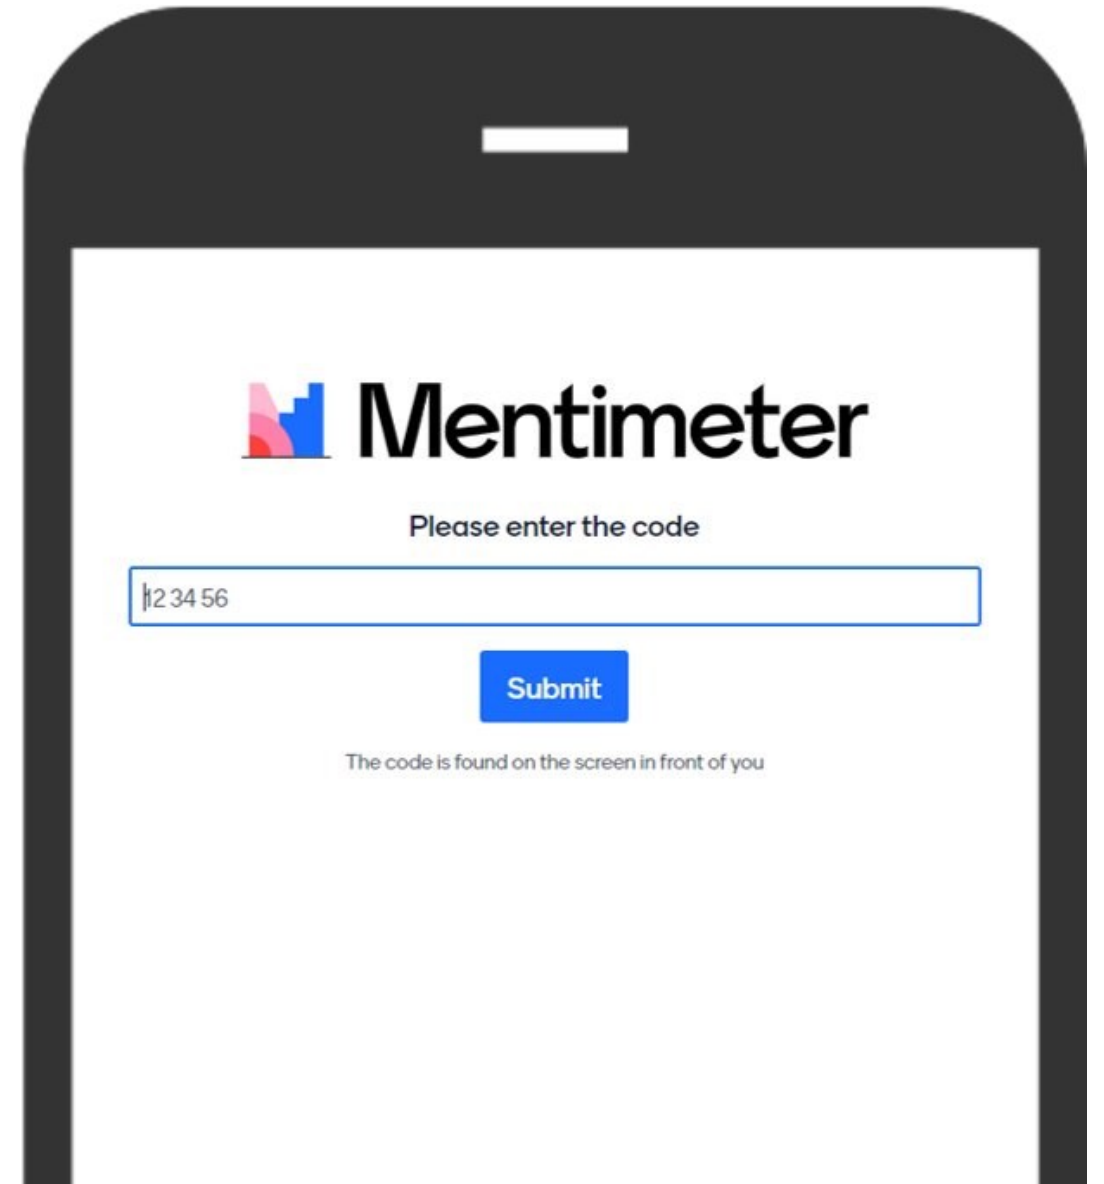 Mentimeter
Please enter the code
12 34 56
Submit
The code is found on the screen in front of you